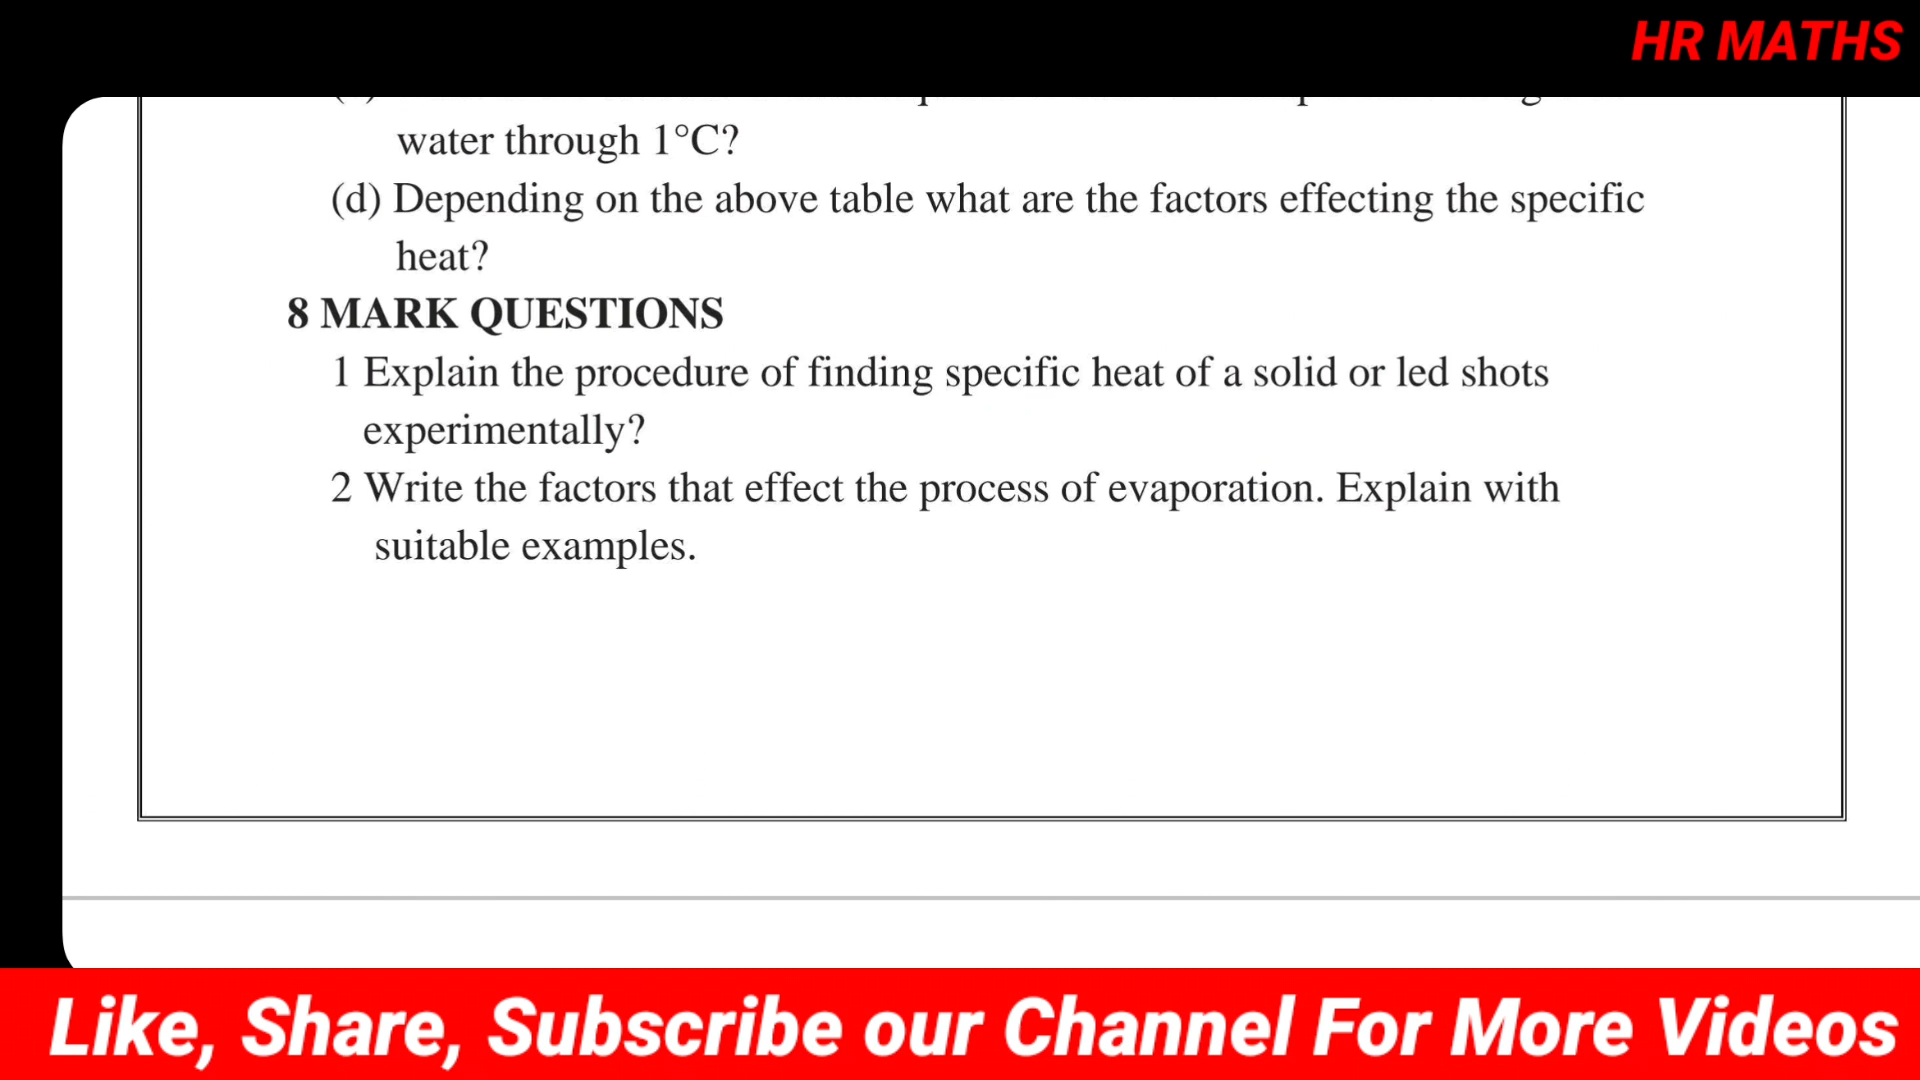 HR MATHS
water through 1°C?
(d) Depending on the above table what are the factors effecting the specific
heat?
8 MARK QUESTIONS
1 Explain the procedure of finding specific heat of a solid or led shots
experimentally?
2 Write the factors that effect the process of evaporation. Explain with
suitable examples.
Like, Share, Subscribe our Channel For More Videos